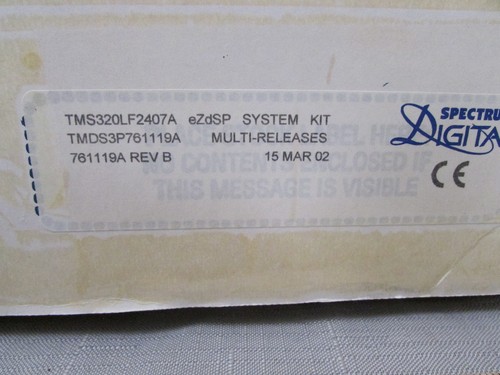 TMS320LF2407A eZdSP SYSTEM KIT
TMDS3P761119A MULTI-RELEASES
761119A REV B 15 MAR 02
SPECTRU
DIGITA
CE
NO CONTENTS ENCLOSED IF
THIS MESSAGE IS VISIBLE